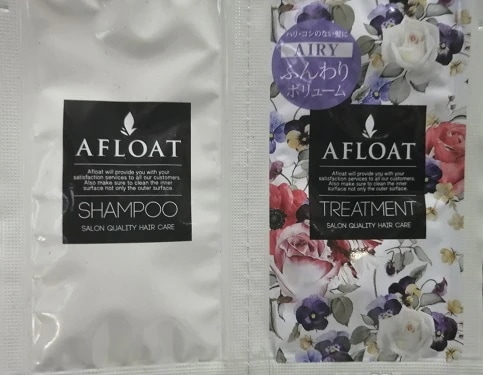 AFLOAT
Afloat will provide you with your
satisfaction services to all our customers.
Also make sure to clean the inner
surface not only the outer surface.
SHAMPOO
SALON QUALITY HAIR CARE
ハリ・コシのない髪に
AIRY
ふんわり
ボリューム
AFLOAT
Afloat will provide you with your
satisfaction services to all our customers.
Also make sure to clean the inner
surface not only the outer surface.
TREATMENT
SALON QUALITY HAIR CARE